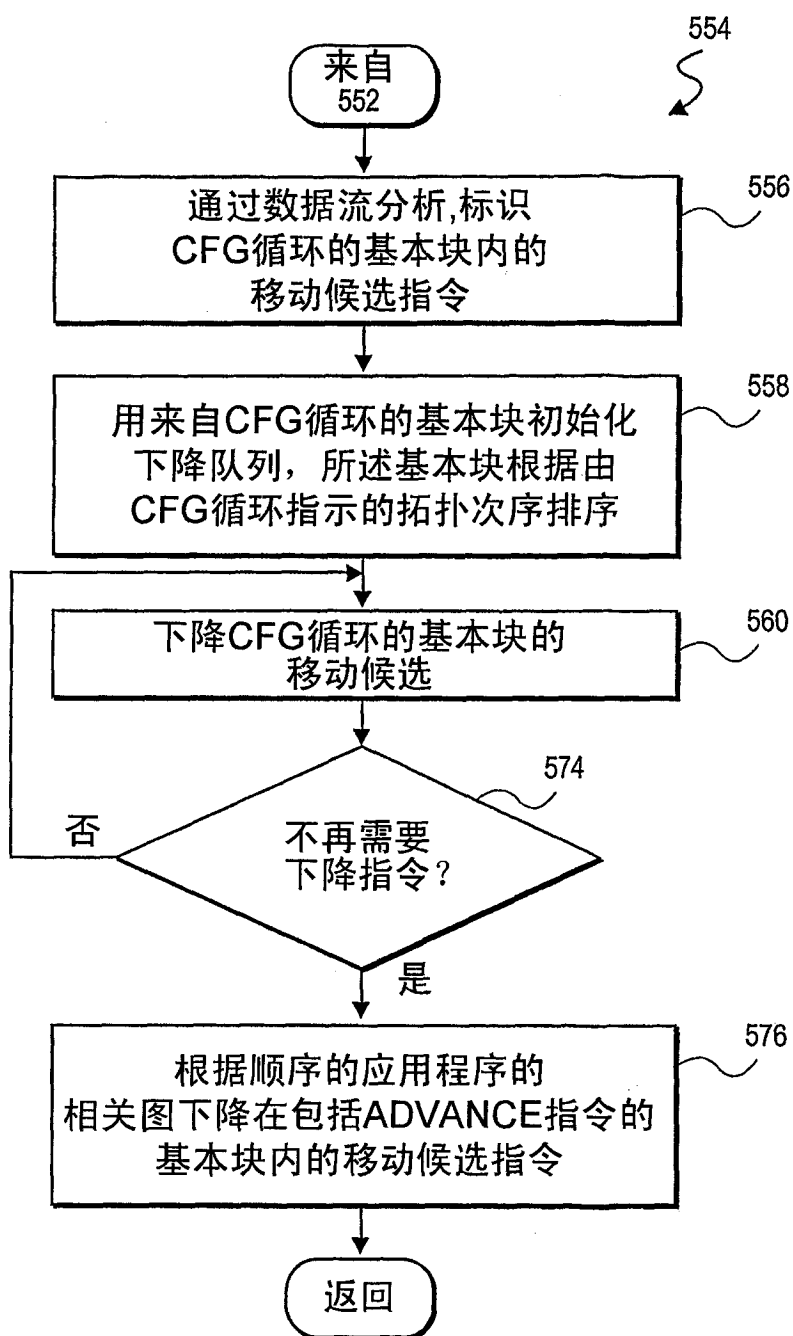 554
来自
552
556
通过数据流分析,标识
CFG循环的基本块内的
移动候选指令
558
用来自CFG循环的基本块初始化
下降队列，所述基本块根据由
CFG循环指示的拓扑次序排序
560
下降CFG循环的基本块的
移动候选
574
否
不再需要
下降指令？
是
576
根据顺序的应用程序的
相关图下降在包括ADVANCE指令的
基本块内的移动候选指令
返回